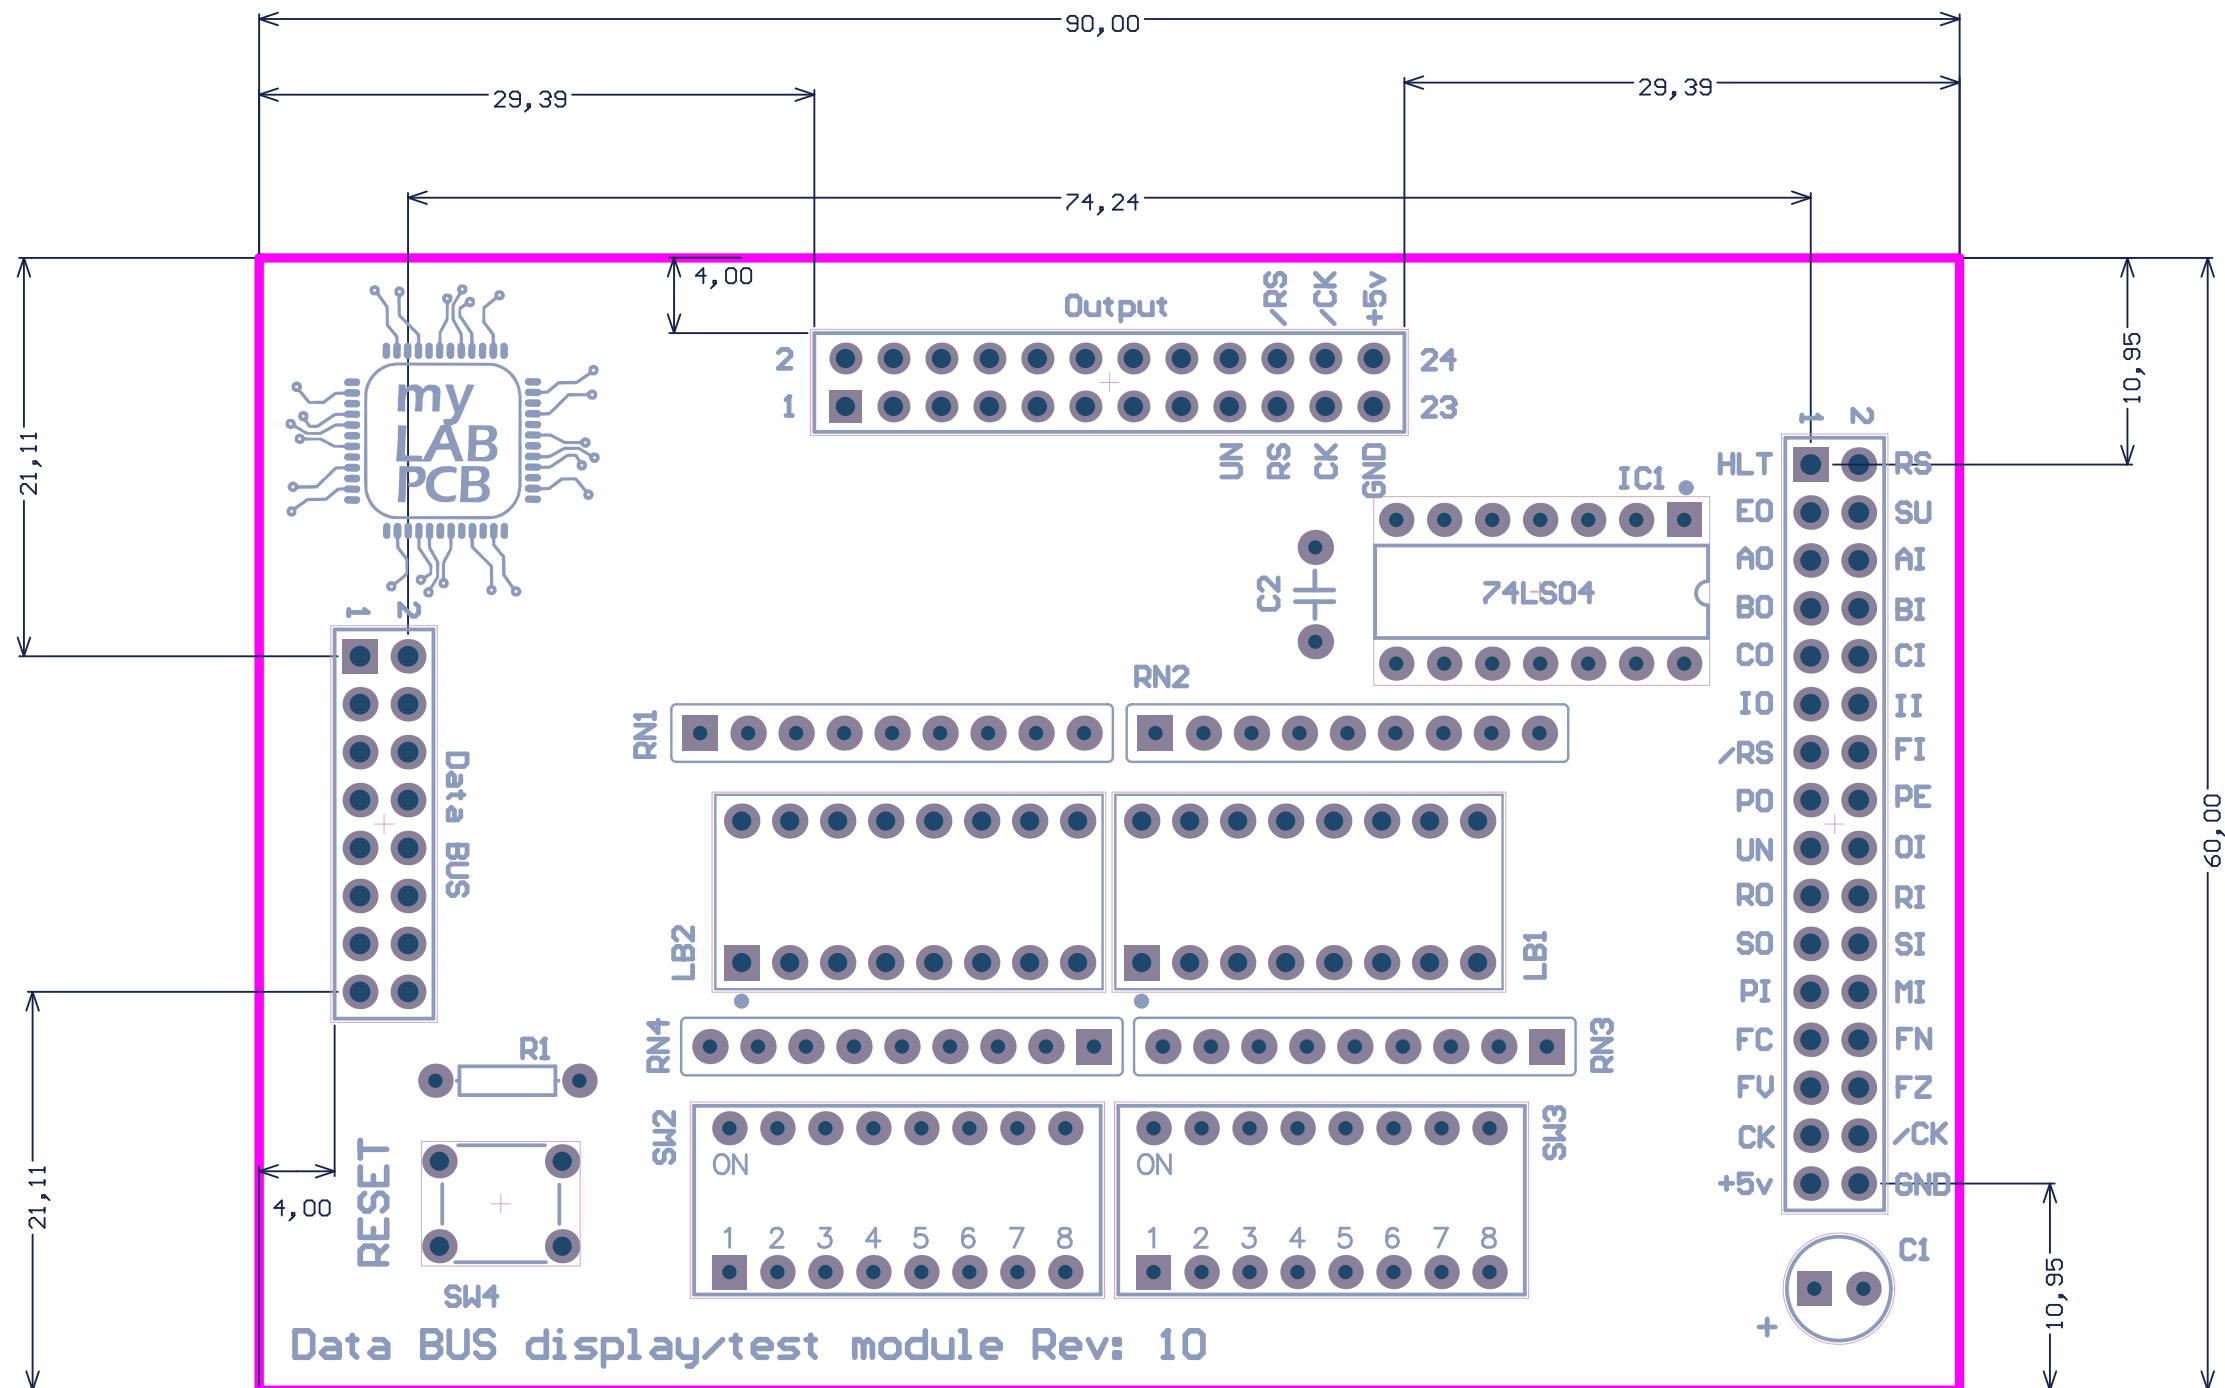 90,00
29,39
29,39
74,24
4,00
21,11
10,95
60,00
my
LAB
PCB
Output
/RS
/CK
+5v
2
24
1
23
UN
RS
CK
GND
1
2
HLT
RS
EO
SU
AO
AI
BO
BI
CO
CI
IO
II
/RS
FI
PO
PE
UN
OI
RO
RI
SO
SI
PI
MI
FC
FN
FV
FZ
CK
/CK
+5v
GND
IC1
74LS04
C2
1
2
Data BUS
RN1
RN2
LB2
LB1
RN4
RN3
R1
SW2
ON
1 2 3 4 5 6 7 8
SW3
ON
1 2 3 4 5 6 7 8
RESET
SW4
21,11
4,00
10,95
C1
+
Data BUS display/test module Rev: 10